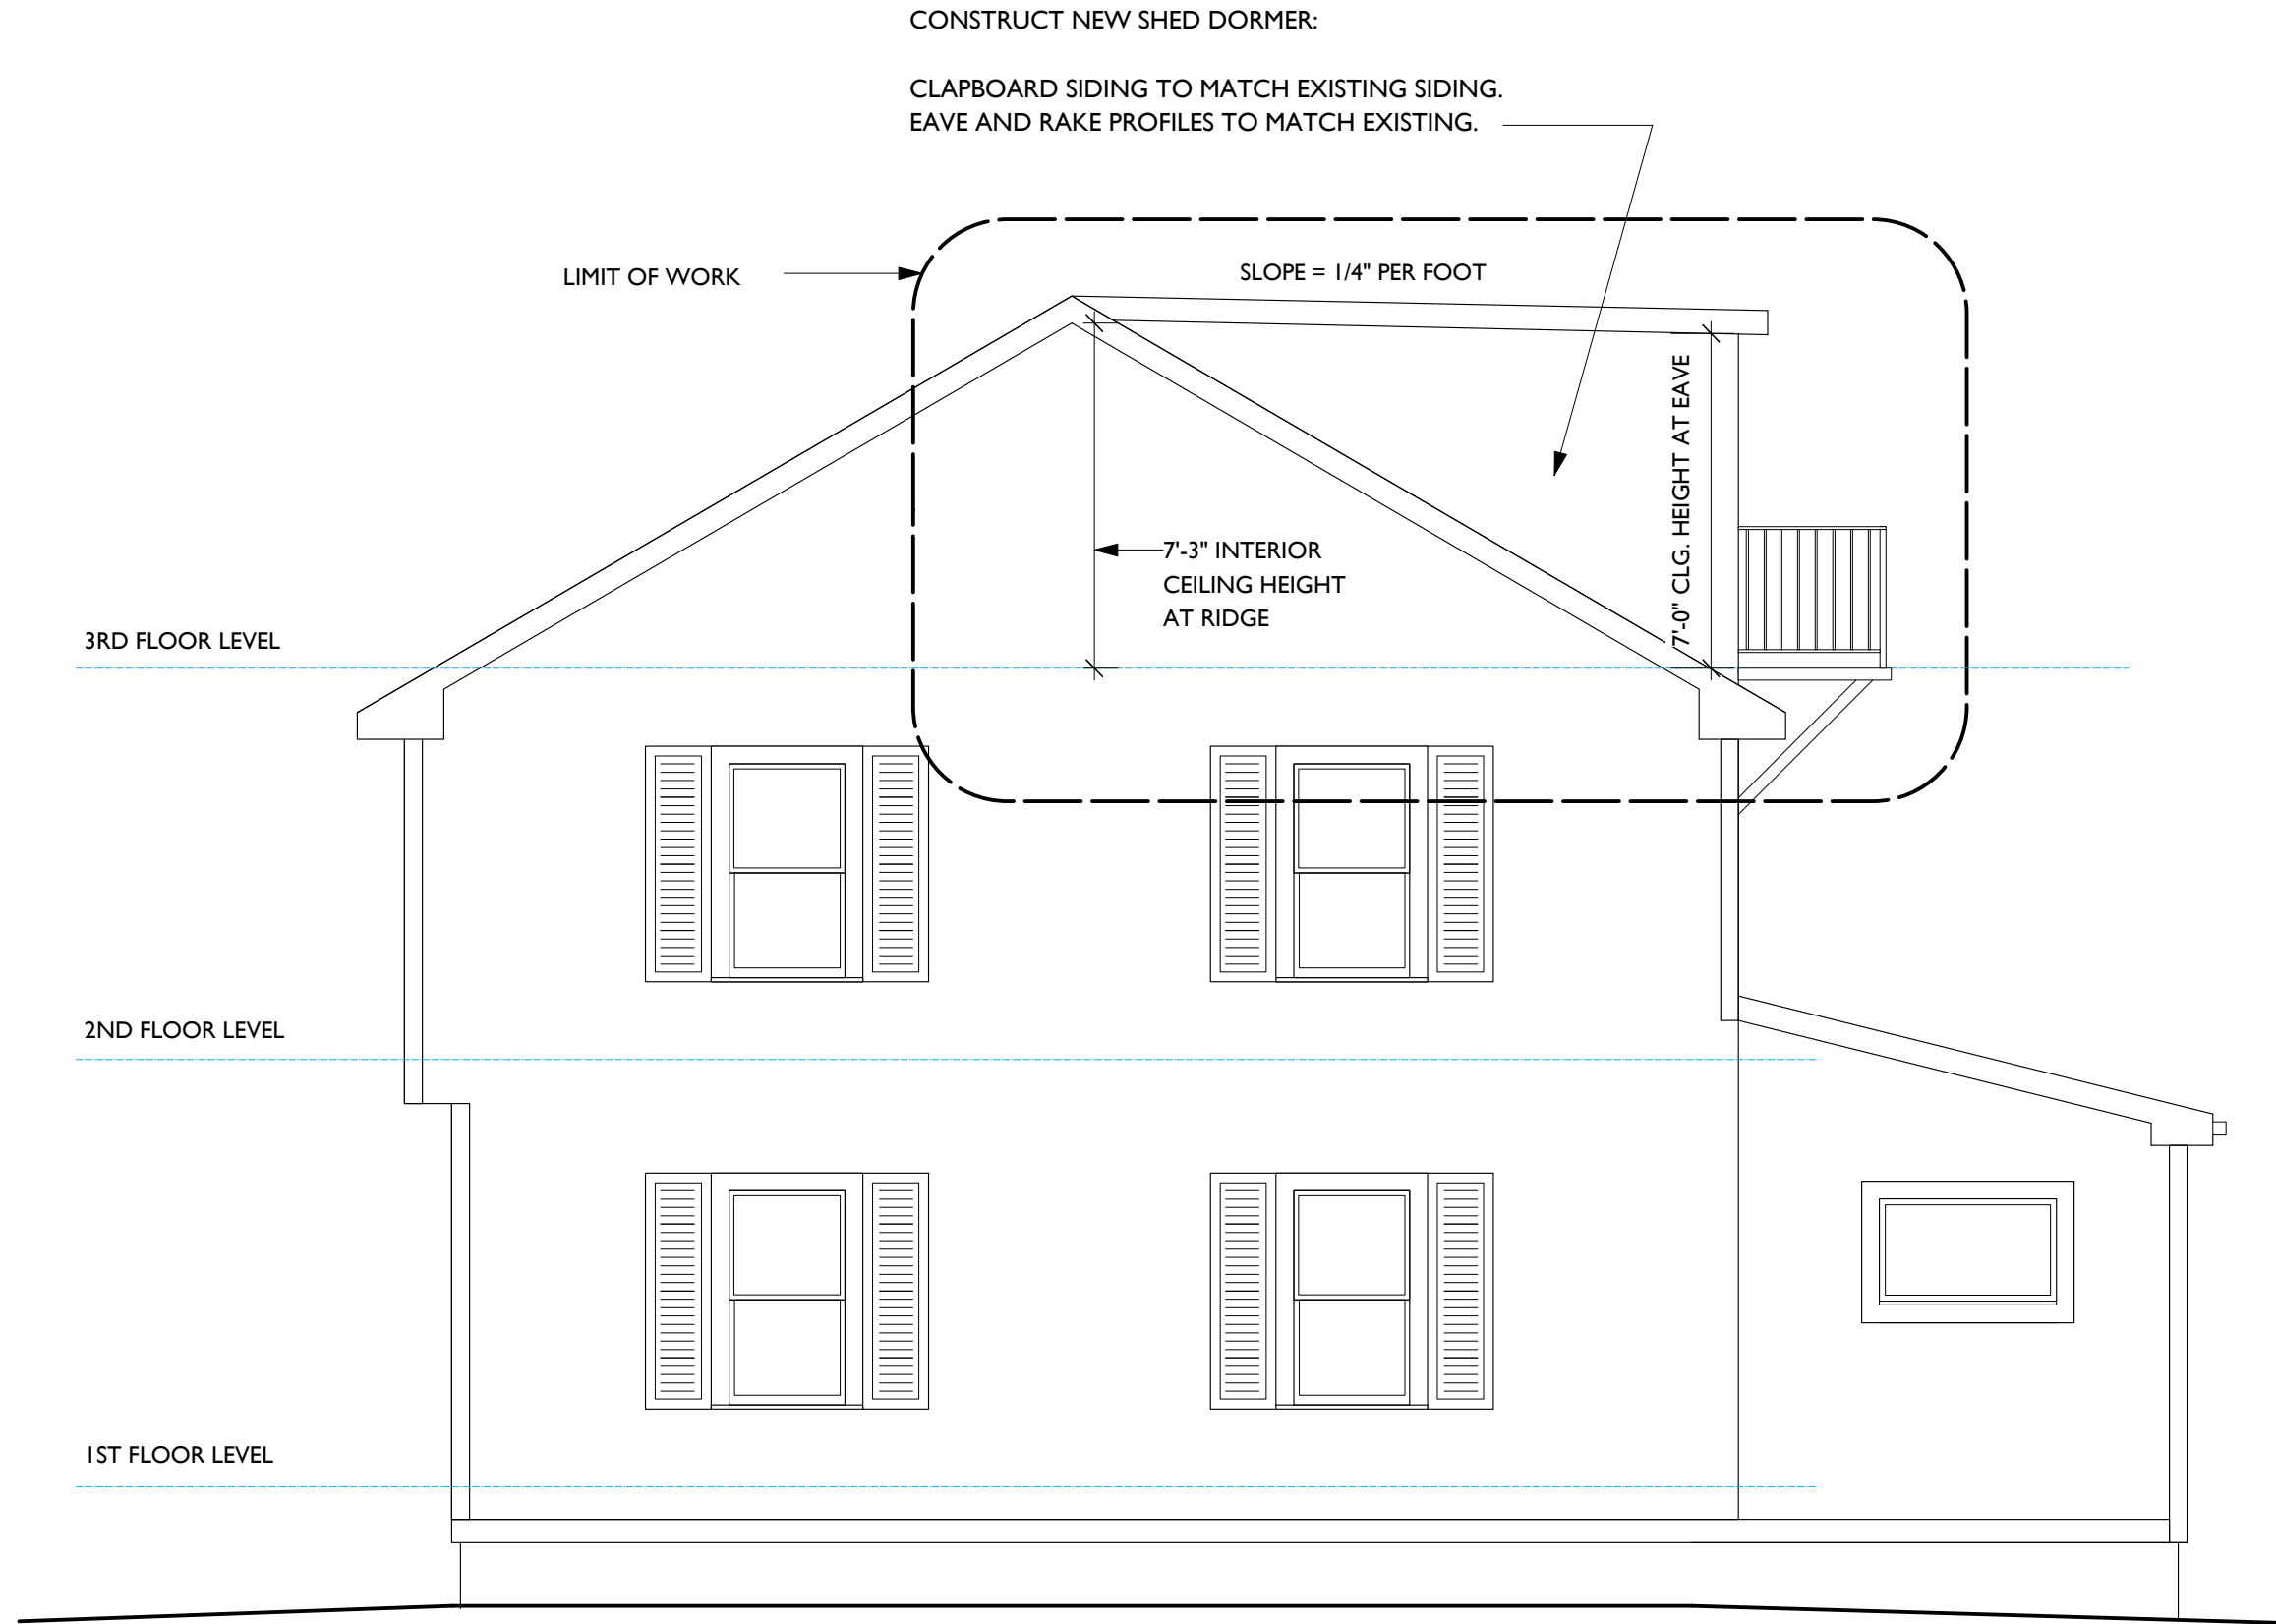 CONSTRUCT NEW SHED DORMER:
CLAPBOARD SIDING TO MATCH EXISTING SIDING.
EAVE AND RAKE PROFILES TO MATCH EXISTING.
LIMIT OF WORK
SLOPE = 1/4" PER FOOT
7'-0" CLG. HEIGHT AT EAVE
7'-3" INTERIOR
CEILING HEIGHT
AT RIDGE
3RD FLOOR LEVEL
2ND FLOOR LEVEL
1ST FLOOR LEVEL